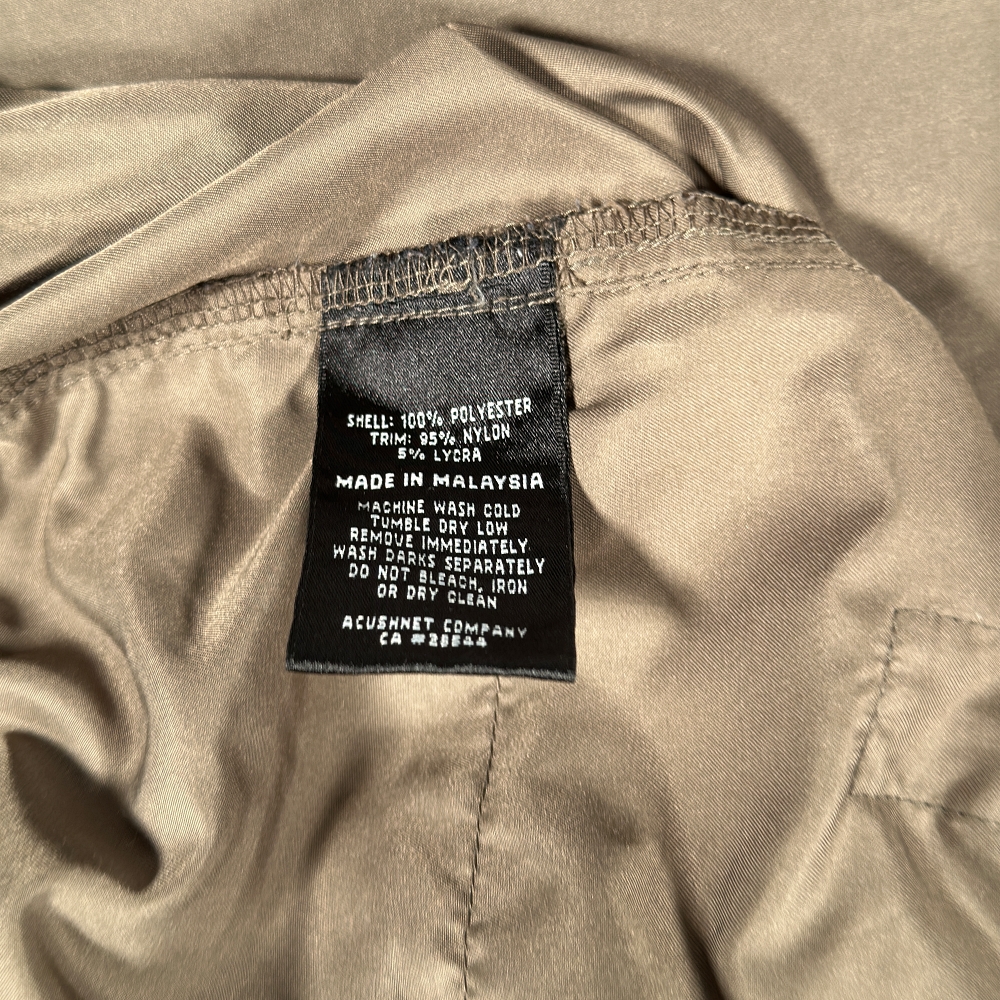 SHELL: 100% POLYESTER
TRIM: 95% NYLON
5% LYCRA
MADE IN MALAYSIA
MACHINE WASH COLD
TUMBLE DRY LOW
REMOVE IMMEDIATELY
WASH DARKS SEPARATELY
DO NOT BLEACH, IRON
OR DRY CLEAN
ACUSHNET COMPANY
CA